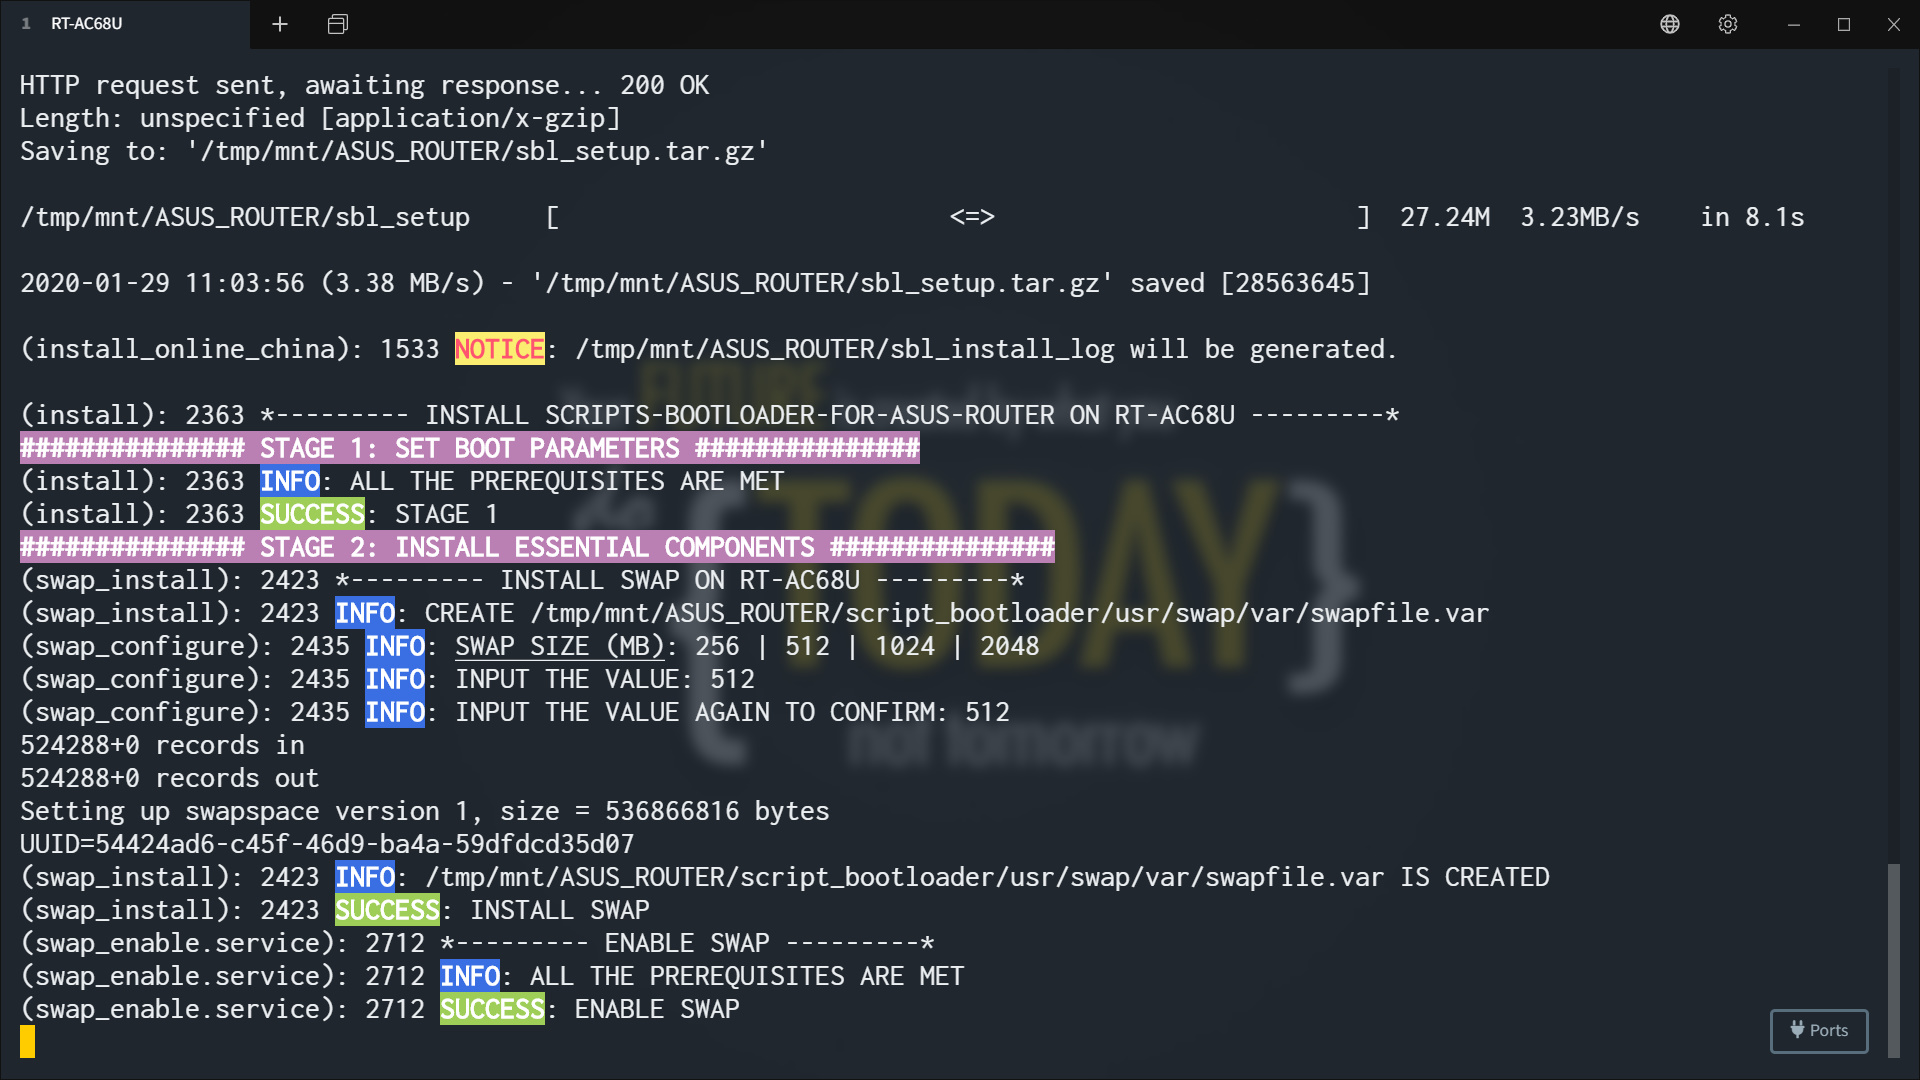 1 RT-AC68U
HTTP request sent, awaiting response... 200 OK
Length: unspecified [application/x-gzip]
Saving to: '/tmp/mnt/ASUS_ROUTER/sbl_setup.tar.gz'
/tmp/mnt/ASUS_ROUTER/sbl_setup [ <=> ] 27.24M 3.23MB/s in 8.1s
2020-01-29 11:03:56 (3.38 MB/s) - '/tmp/mnt/ASUS_ROUTER/sbl_setup.tar.gz' saved [28563645]
(install_online_china): 1533 NOTICE: /tmp/mnt/ASUS_ROUTER/sbl_install_log will be generated.
(install): 2363 *--------- INSTALL SCRIPTS-BOOTLOADER-FOR-ASUS-ROUTER ON RT-AC68U ---------*
############### STAGE 1: SET BOOT PARAMETERS ###############
(install): 2363 INFO: ALL THE PREREQUISITES ARE MET
(install): 2363 SUCCESS: STAGE 1
############### STAGE 2: INSTALL ESSENTIAL COMPONENTS ###############
(swap_install): 2423 *--------- INSTALL SWAP ON RT-AC68U ---------*
(swap_install): 2423 INFO: CREATE /tmp/mnt/ASUS_ROUTER/script_bootloader/usr/swap/var/swapfile.var
(swap_configure): 2435 INFO: SWAP SIZE (MB): 256 | 512 | 1024 | 2048
(swap_configure): 2435 INFO: INPUT THE VALUE: 512
(swap_configure): 2435 INFO: INPUT THE VALUE AGAIN TO CONFIRM: 512
524288+0 records in
524288+0 records out
Setting up swapspace version 1, size = 536866816 bytes
UUID=54424ad6-c45f-46d9-ba4a-59dfdcd35d07
(swap_install): 2423 INFO: /tmp/mnt/ASUS_ROUTER/script_bootloader/usr/swap/var/swapfile.var IS CREATED
(swap_install): 2423 SUCCESS: INSTALL SWAP
(swap_enable.service): 2712 *--------- ENABLE SWAP ---------*
(swap_enable.service): 2712 INFO: ALL THE PREREQUISITES ARE MET
(swap_enable.service): 2712 SUCCESS: ENABLE SWAP
Ports
FUTURE
{TODAY}
not tomorrow